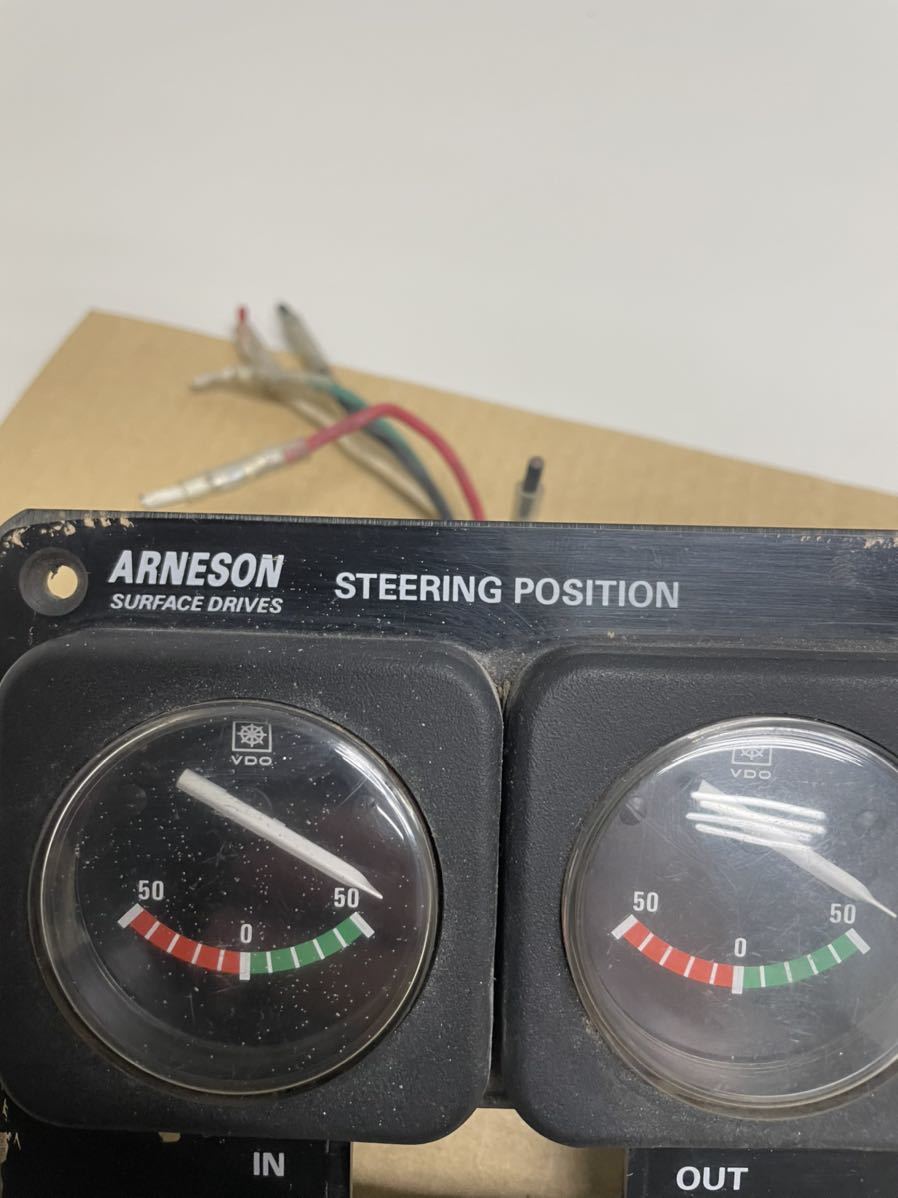 ARNESON
SURFACE DRIVES
STEERING POSITION
VDO
50
0
50
VDO
50
0
50
IN
OUT